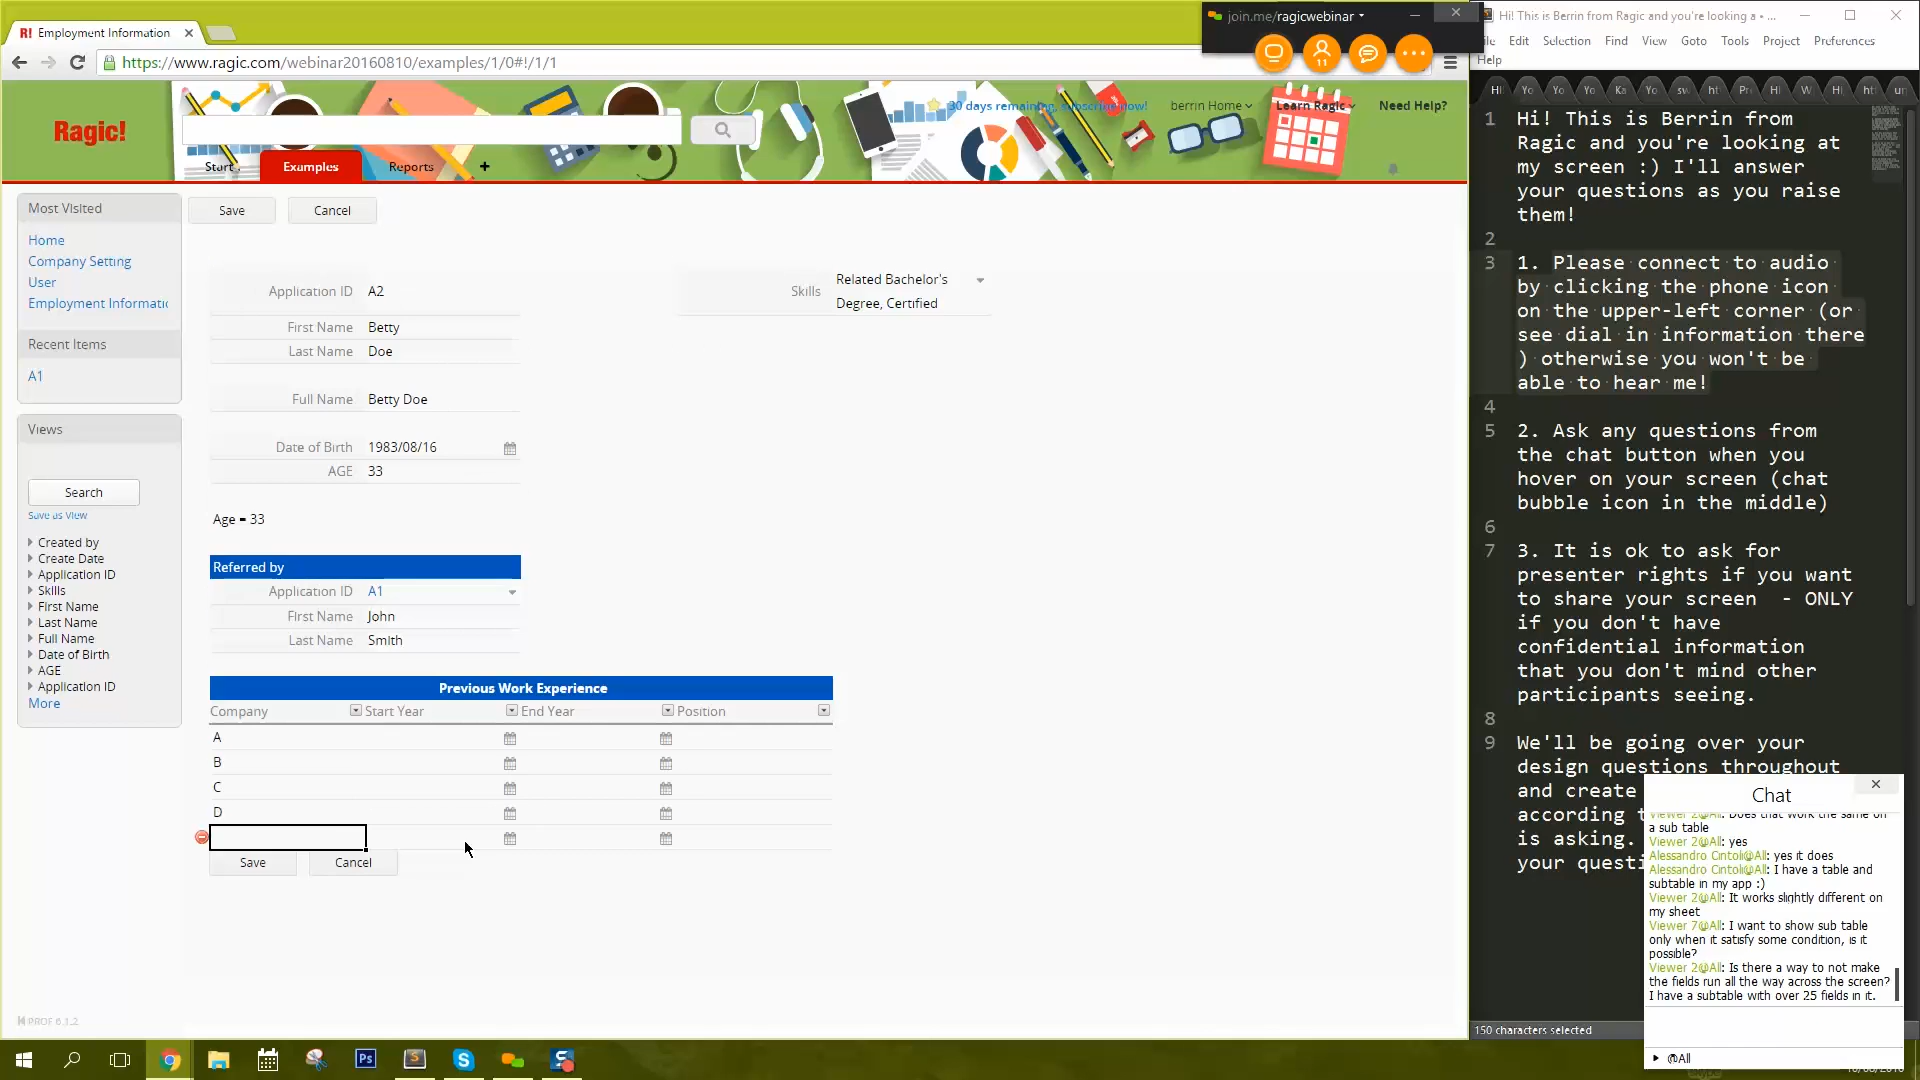 R! Employment Information
https://www.ragic.com/webinar20160810/examples/1/0#!/1/1
join.me/ragicwebinar
11
Ragic!
30 days remaining, subscribe now!
berrin Home
Learn Ragic
Need Help?
Start
Examples
Reports
+
Most Visited
Home
Company Setting
User
Employment Informatic
Recent Items
A1
Views
Search
Save as View
Created by
Create Date
Application ID
Skills
First Name
Last Name
Full Name
Date of Birth
AGE
Application ID
More
PROF 6.1.2
Save
Cancel
Application ID A2
First Name Betty
Last Name Doe
Full Name Betty Doe
Date of Birth 1983/08/16
AGE 33
Age = 33
Skills
Related Bachelor's
Degree, Certified
Referred by
Application ID A1
First Name John
Last Name Smith
Previous Work Experience
Company Start Year End Year Position
A
B
C
D
Save
Cancel
Hi! This is Berrin from Ragic and you're looking a • ...
Edit Selection Find View Goto Tools Project Preferences
Help
1 Hi! This is Berrin from
Ragic and you're looking at
my screen :) I'll answer
your questions as you raise
them!
2
3 1. Please connect to audio
by clicking the phone icon
on the upper-left corner (or
see dial in information there
) otherwise you won't be
able to hear me!
4
5 2. Ask any questions from
the chat button when you
hover on your screen (chat
bubble icon in the middle)
6
7 3. It is ok to ask for
presenter rights if you want
to share your screen - ONLY
if you don't have
confidential information
that you don't mind other
participants seeing.
8
9 We'll be going over your
design questions throughout
and create
according
is asking.
your questi
150 characters selected
Chat
Viewer 2@All: Does that work the same on
a sub table
Viewer 2@All: yes
Alessandro Cintoli@All: yes it does
Alessandro Cintoli@All: I have a table and
subtable in my app :)
Viewer 2@All: It works slightly different on
my sheet
Viewer 7@All: I want to show sub table
only when it satisfy some condition, is it
possible?
Viewer 2@All: Is there a way to not make
the fields run all the way across the screen?
I have a subtable with over 25 fields in it.
@All
Ps